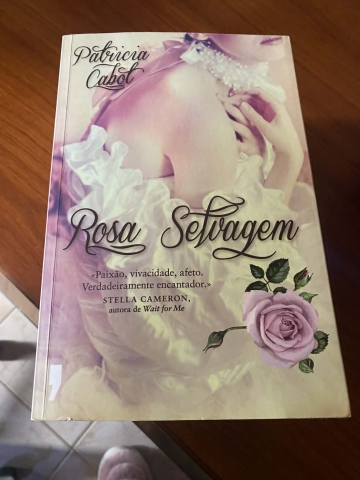 Patricia
Cabot
Rosa Selvagem
«Paixão, vivacidade, afeto.
Verdadeiramente encantador.»
STELLA CAMERON,
autora de Wait for Me